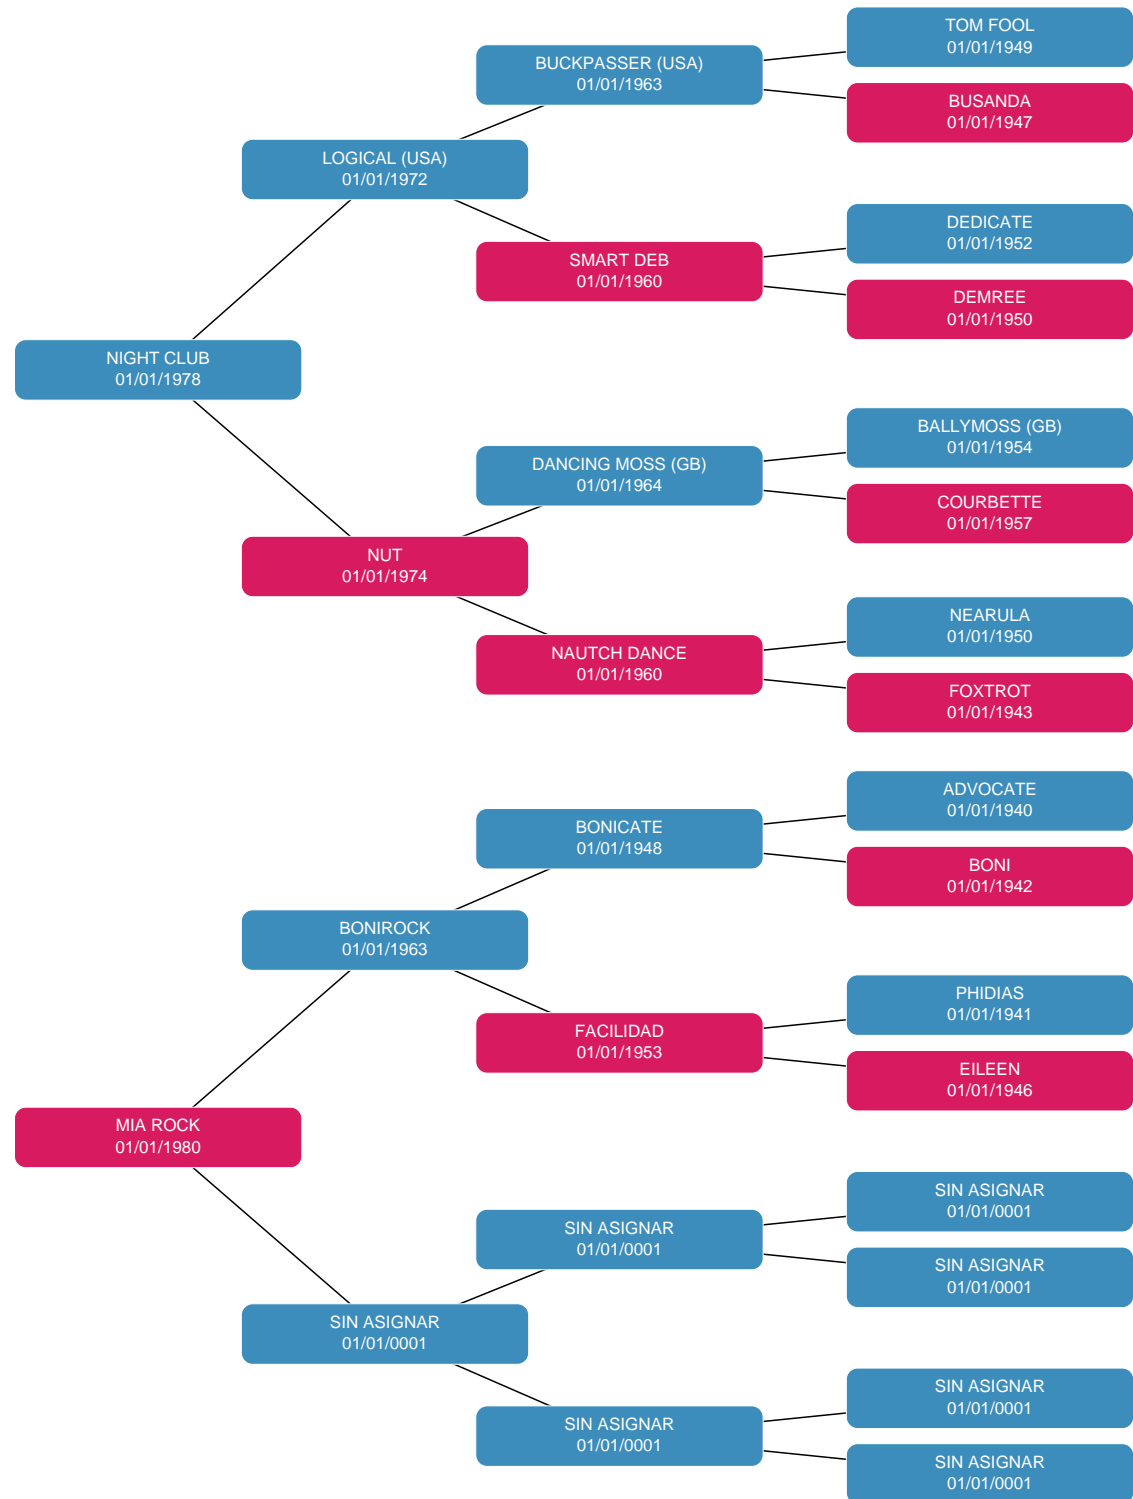 TOM FOOL
01/01/1949
BUCKPASSER (USA)
01/01/1963
BUSANDA
01/01/1947
LOGICAL (USA)
01/01/1972
DEDICATE
01/01/1952
SMART DEB
01/01/1960
DEMREE
01/01/1950
NIGHT CLUB
01/01/1978
BALLYMOSS (GB)
01/01/1954
DANCING MOSS (GB)
01/01/1964
COURBETTE
01/01/1957
NUT
01/01/1974
NEARULA
01/01/1950
NAUTCH DANCE
01/01/1960
FOXTROT
01/01/1943
ADVOCATE
01/01/1940
BONICATE
01/01/1948
BONI
01/01/1942
BONIROCK
01/01/1963
PHIDIAS
01/01/1941
FACILIDAD
01/01/1953
EILEEN
01/01/1946
MIA ROCK
01/01/1980
SIN ASIGNAR
01/01/0001
SIN ASIGNAR
01/01/0001
SIN ASIGNAR
01/01/0001
SIN ASIGNAR
01/01/0001
SIN ASIGNAR
01/01/0001
SIN ASIGNAR
01/01/0001
SIN ASIGNAR
01/01/0001